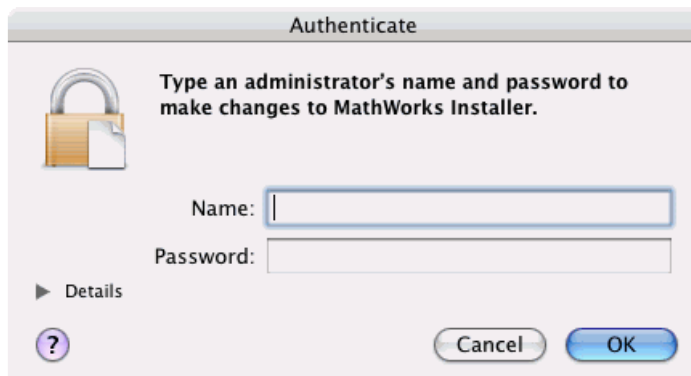 Authenticate
Type an administrator's name and password to
make changes to MathWorks Installer.
Name:
Password:
Details
?
Cancel
OK